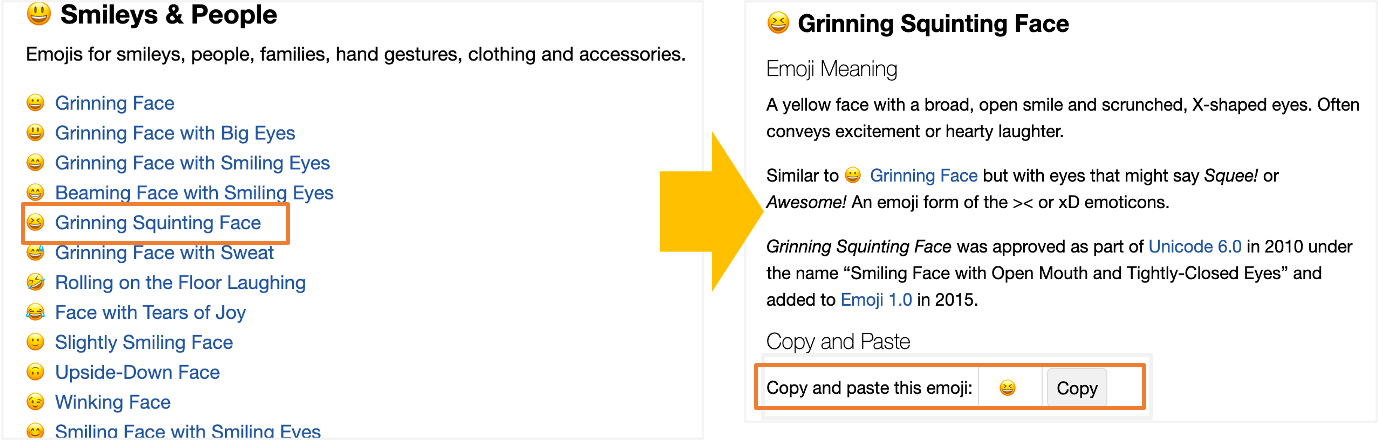 😃 Smileys & People
Emojis for smileys, people, families, hand gestures, clothing and accessories.
😀 Grinning Face
😃 Grinning Face with Big Eyes
😄 Grinning Face with Smiling Eyes
😁 Beaming Face with Smiling Eyes
😆 Grinning Squinting Face
😅 Grinning Face with Sweat
🤣 Rolling on the Floor Laughing
😂 Face with Tears of Joy
🙂 Slightly Smiling Face
🙃 Upside-Down Face
😉 Winking Face
😊 Smiling Face with Smiling Eyes
😆 Grinning Squinting Face
Emoji Meaning
A yellow face with a broad, open smile and scrunched, X-shaped eyes. Often
conveys excitement or hearty laughter.
Similar to 😀 Grinning Face but with eyes that might say Squee! or
Awesome! An emoji form of the >< or xD emoticons.
Grinning Squinting Face was approved as part of Unicode 6.0 in 2010 under
the name “Smiling Face with Open Mouth and Tightly-Closed Eyes” and
added to Emoji 1.0 in 2015.
Copy and Paste
Copy and paste this emoji: 😆 Copy